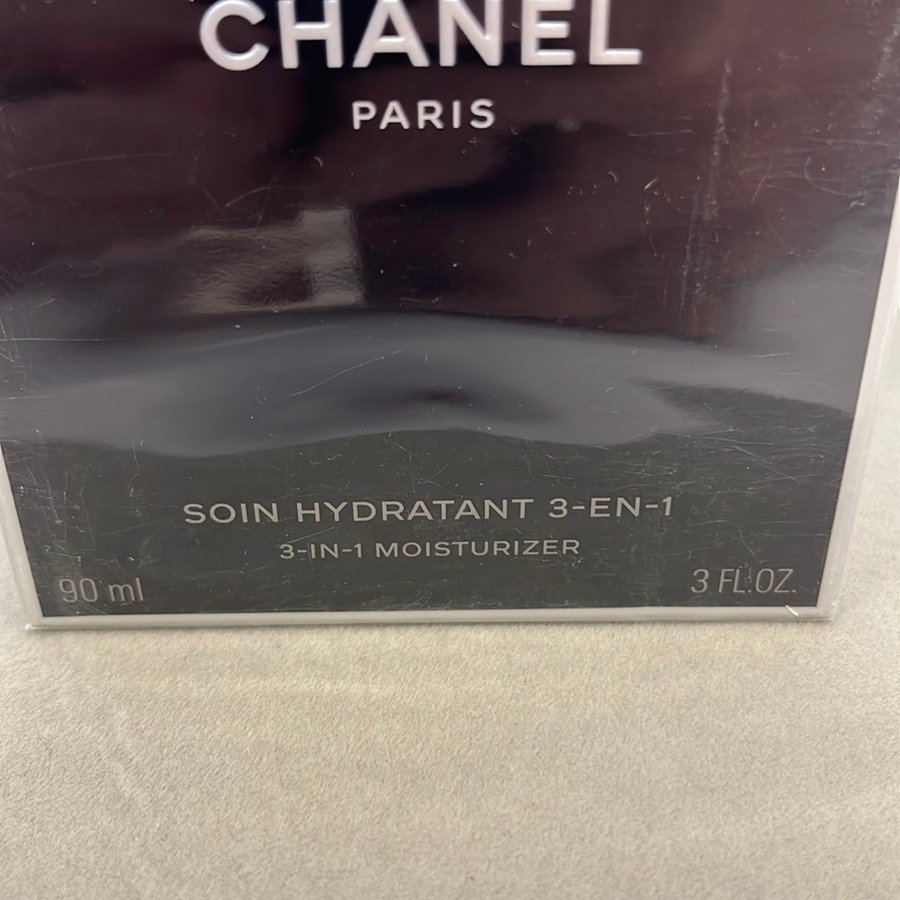 CHANEL
PARIS
SOIN HYDRATANT 3-EN-1
3-IN-1 MOISTURIZER
90 ml 3 FL.OZ.